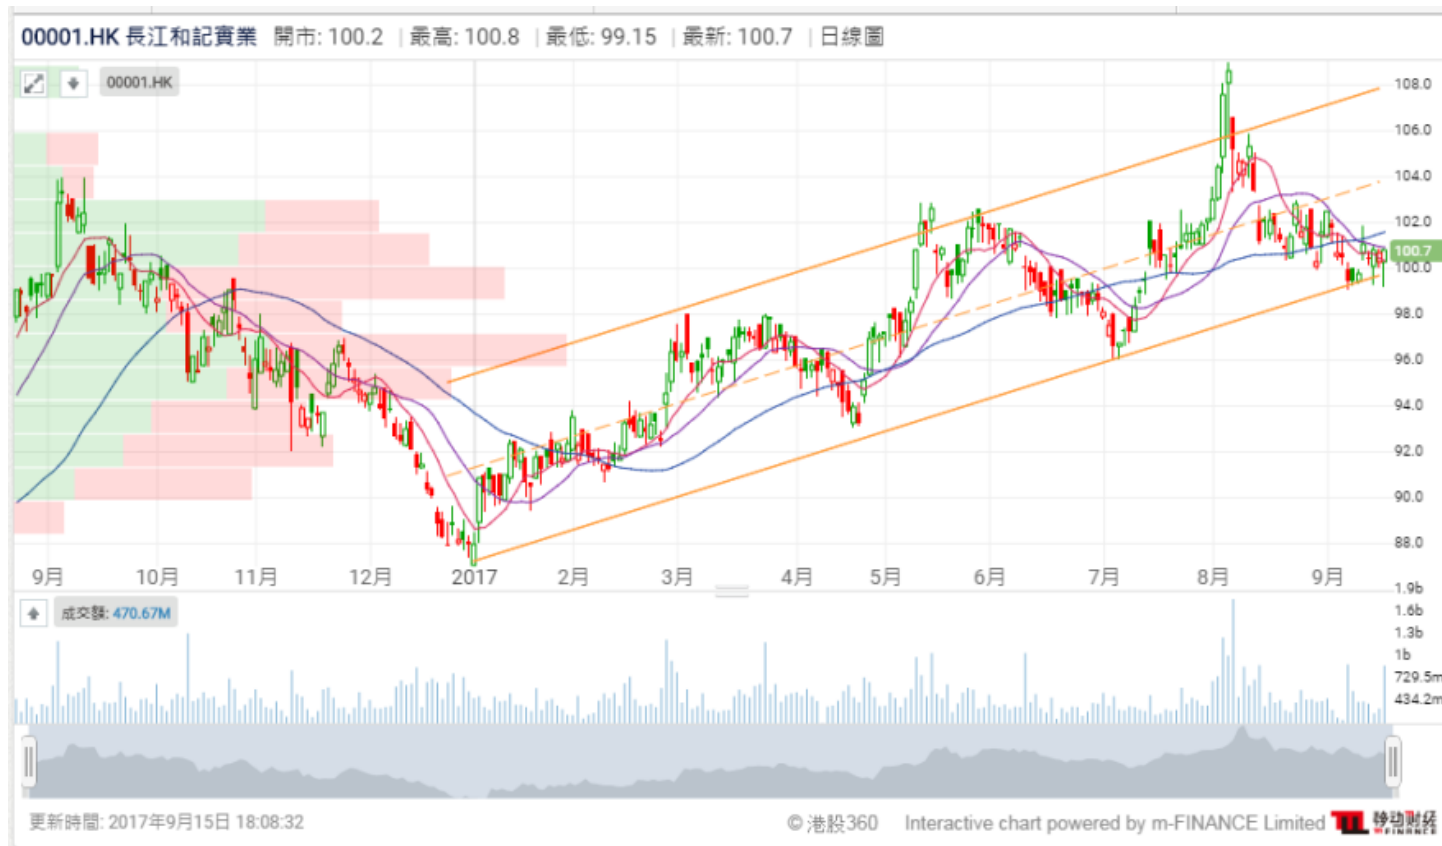 00001.HK 長江和記實業 開市: 100.2 | 最高: 100.8 | 最低: 99.15 | 最新: 100.7 | 日線圖
00001.HK
108.0
106.0
104.0
102.0
100.7
100.0
98.0
96.0
94.0
92.0
90.0
88.0
9月 10月 11月 12月 2017 2月 3月 4月 5月 6月 7月 8月 9月
1.9b
成交額: 470.67M
1.6b
1.3b
1b
729.5m
434.2m
更新時間: 2017年9月15日 18:08:32
© 港股360 Interactive chart powered by m-FINANCE Limited 移动财经
m-FINANCE